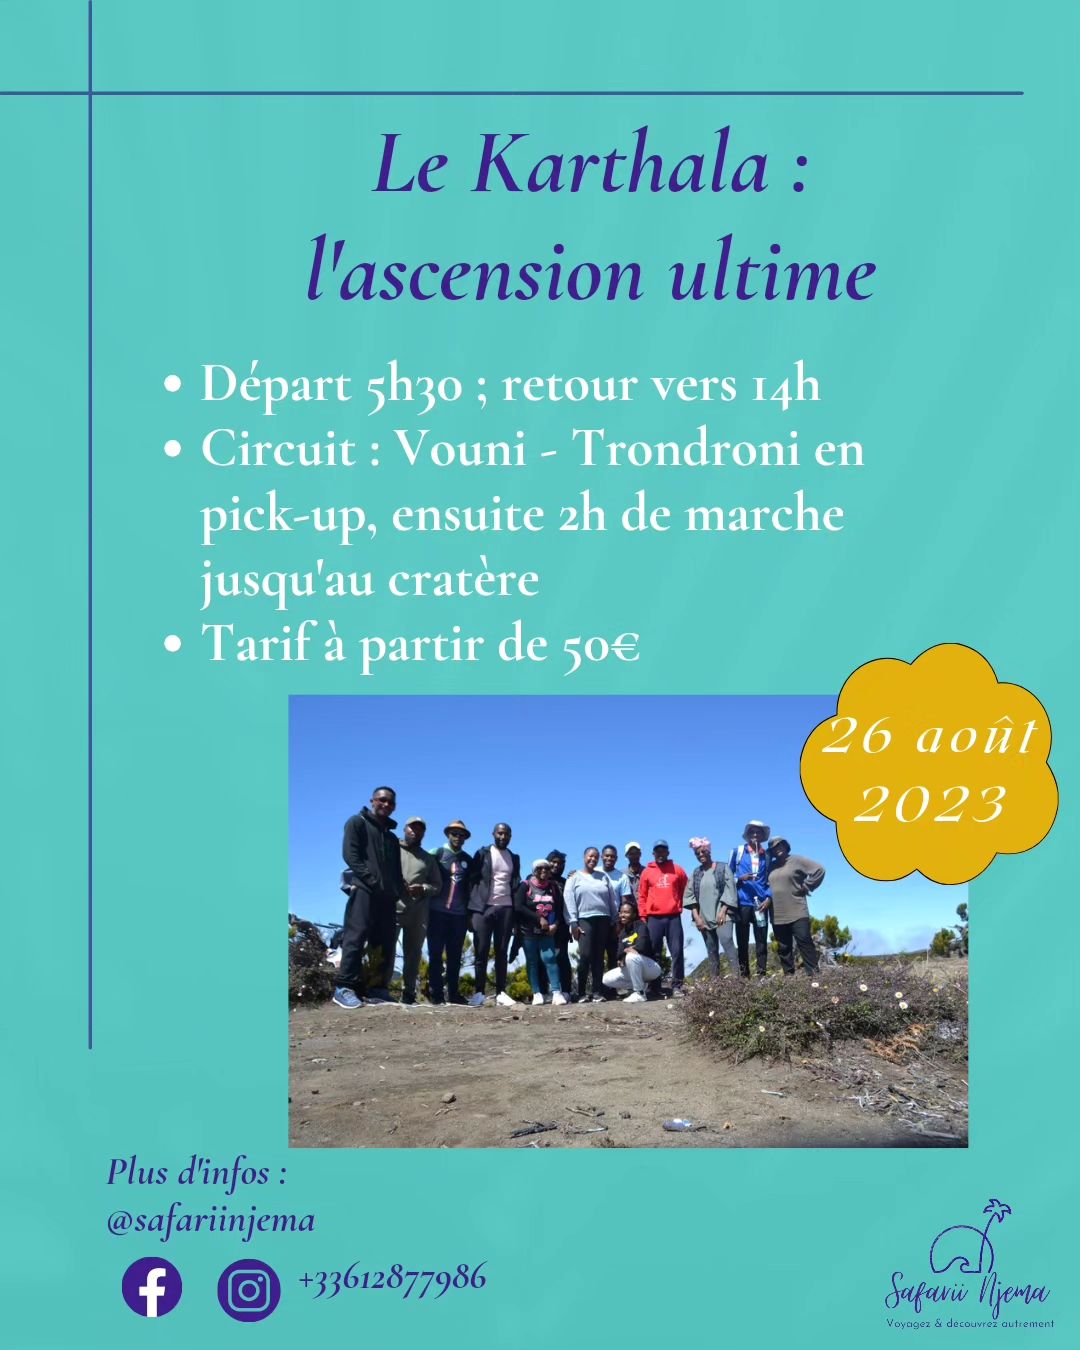 Le Karthala :
l'ascension ultime
Départ 5h30 ; retour vers 14h
Circuit : Vouni - Trondroni en
pick-up, ensuite 2h de marche
jusqu'au cratère
Tarif à partir de 50€
26 août
2023
Plus d'infos :
@safariinjema
+33612877986
Safarii Njema
Voyagez & découvrez autrement